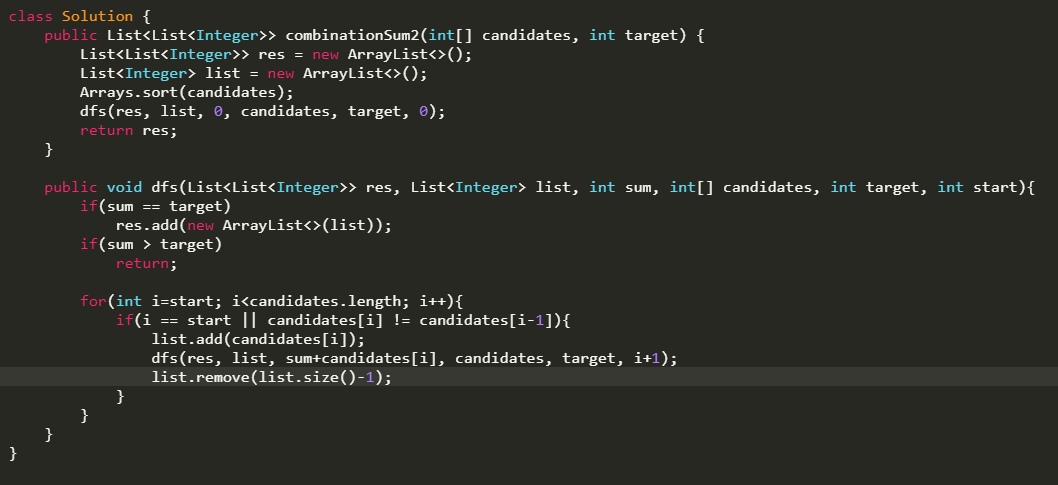 class Solution {
    public List<List<Integer>> combinationSum2(int[] candidates, int target) {
        List<List<Integer>> res = new ArrayList<>();
        List<Integer> list = new ArrayList<>();
        Arrays.sort(candidates);
        dfs(res, list, 0, candidates, target, 0);
        return res;
    }

    public void dfs(List<List<Integer>> res, List<Integer> list, int sum, int[] candidates, int target, int start){
        if(sum == target)
            res.add(new ArrayList<>(list));
        if(sum > target)
            return;

        for(int i=start; i<candidates.length; i++){
            if(i == start || candidates[i] != candidates[i-1]){
                list.add(candidates[i]);
                dfs(res, list, sum+candidates[i], candidates, target, i+1);
                list.remove(list.size()-1);
            }
        }
    }
}